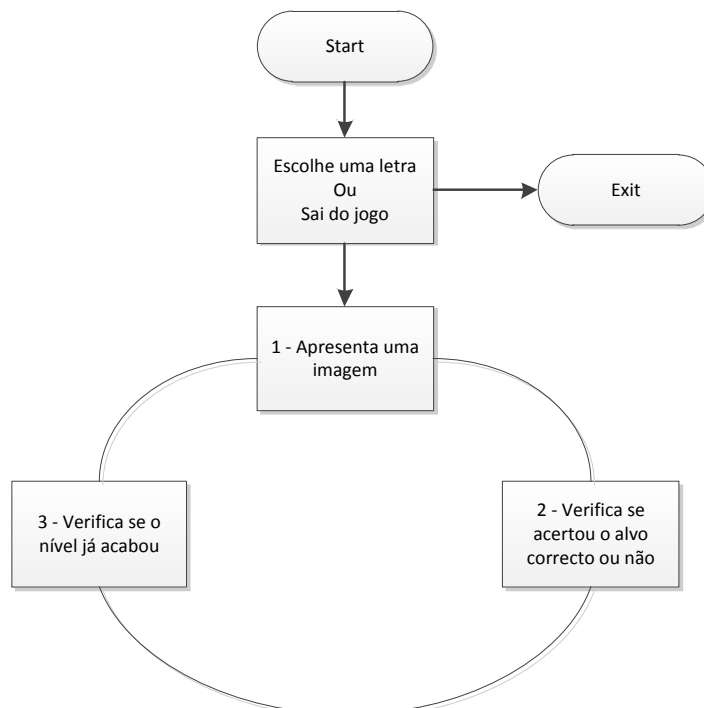 Start
Escolhe uma letra
Ou
Sai do jogo
Exit
1 - Apresenta uma
imagem
3 - Verifica se o
nível já acabou
2 - Verifica se
acertou o alvo
correcto ou não